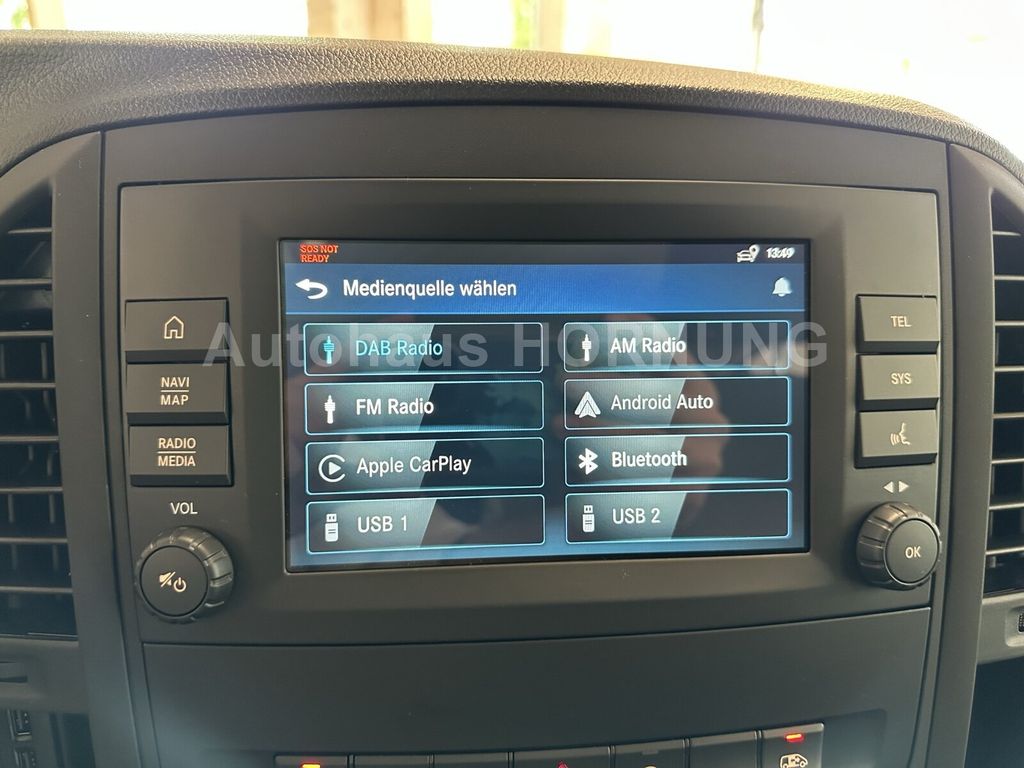 SOS NOT
READY
13:49
Medienquelle wählen
DAB Radio
AM Radio
FM Radio
Android Auto
Apple CarPlay
Bluetooth
USB 1
USB 2
NAVI
MAP
RADIO
MEDIA
VOL
TEL
SYS
OK
Autohaus HORNUNG